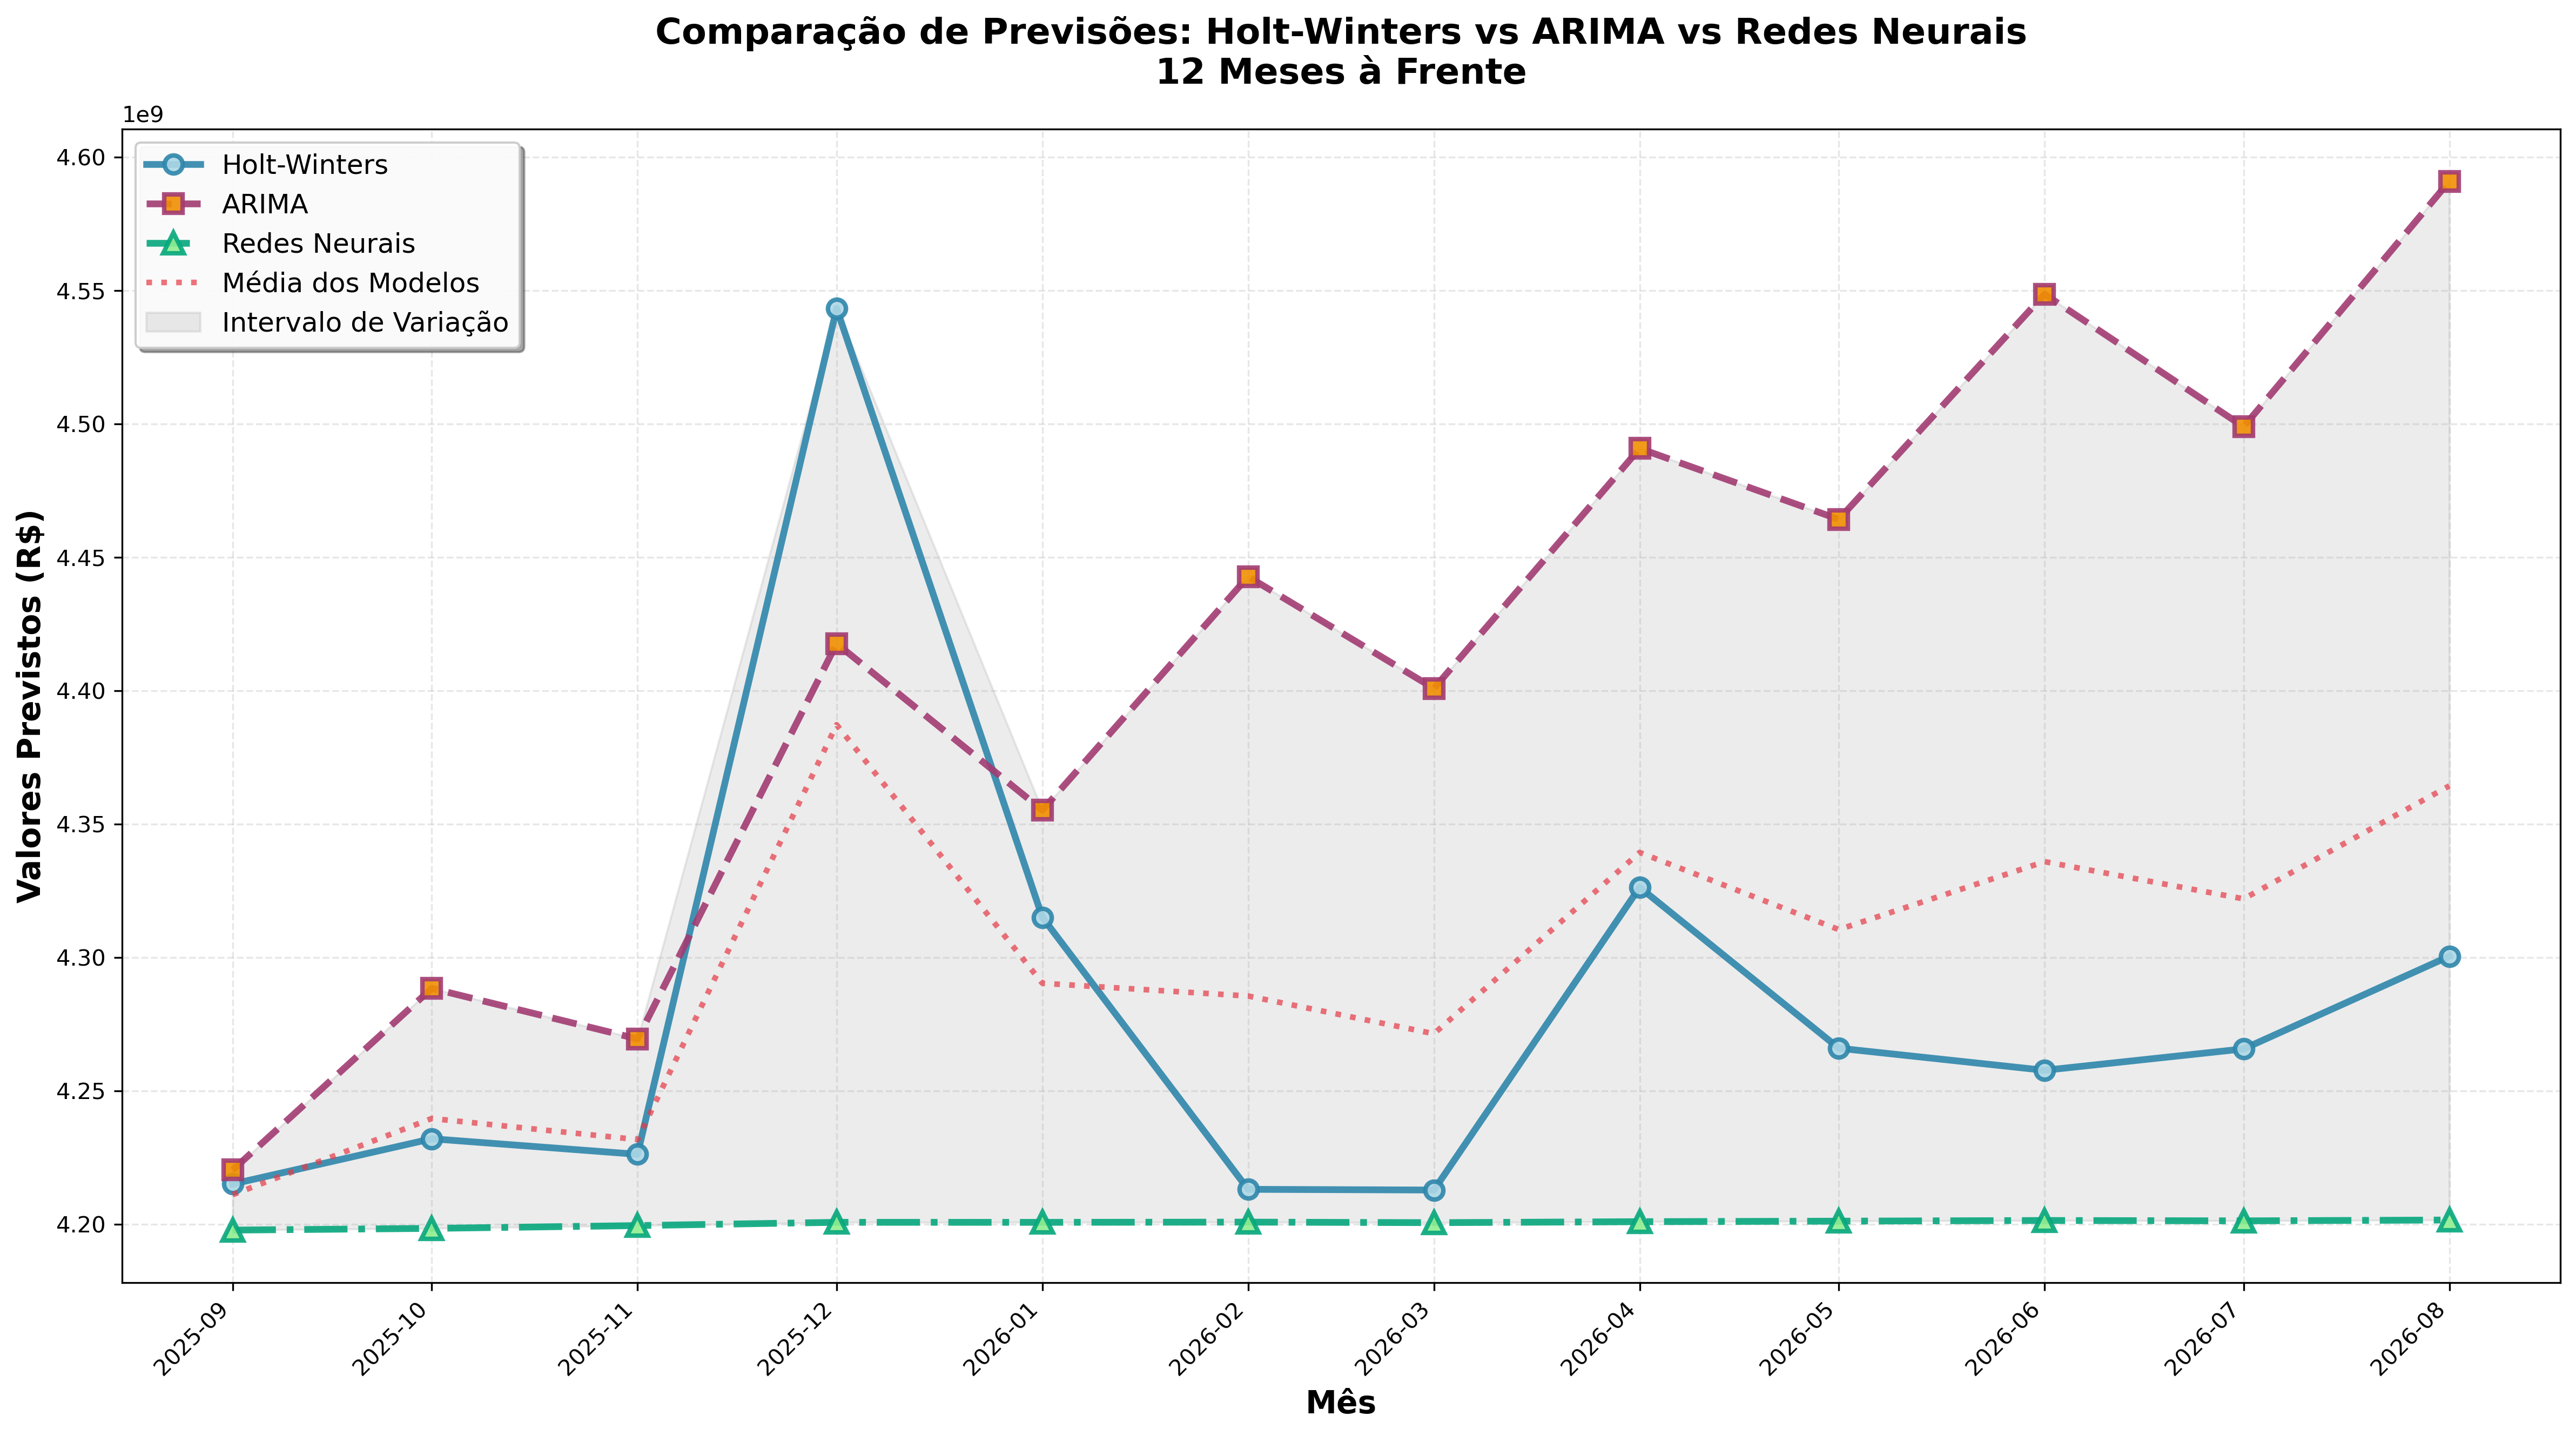 Comparação de Previsões: Holt-Winters vs ARIMA vs Redes Neurais
12 Meses à Frente
1e9
Holt-Winters
ARIMA
Redes Neurais
Média dos Modelos
Intervalo de Variação
4.60
4.55
4.50
4.45
4.40
4.35
4.30
4.25
4.20
Valores Previstos (R$)
2025-09
2025-10
2025-11
2025-12
2026-01
2026-02
2026-03
2026-04
2026-05
2026-06
2026-07
2026-08
Mês